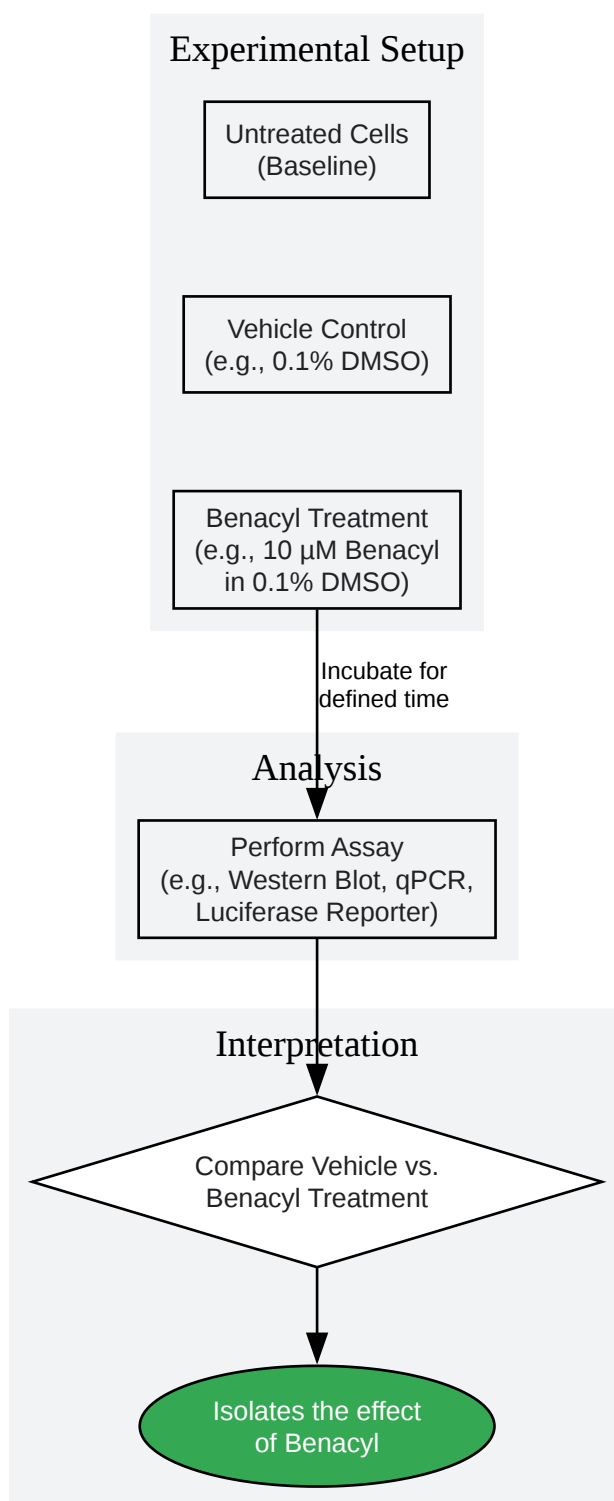 Experimental Setup
Untreated Cells
(Baseline)
Vehicle Control
(e.g., 0.1% DMSO)
Benacyl Treatment
(e.g., 10 µM Benacyl
in 0.1% DMSO)
Incubate for
defined time
Analysis
Perform Assay
(e.g., Western Blot, qPCR,
Luciferase Reporter)
Interpretation
Compare Vehicle vs.
Benacyl Treatment
Isolates the effect
of Benacyl